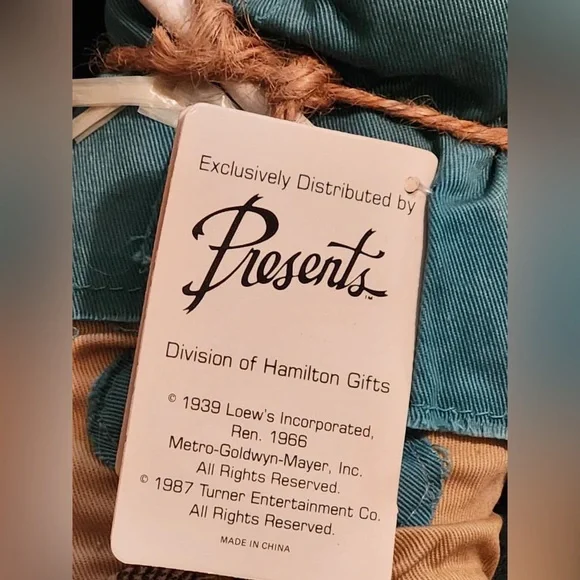 Exclusively Distributed by
Presents
TM
Division of Hamilton Gifts
© 1939 Loew's Incorporated,
Ren. 1966
Metro-Goldwyn-Mayer, Inc.
All Rights Reserved.
© 1987 Turner Entertainment Co.
All Rights Reserved.
MADE IN CHINA